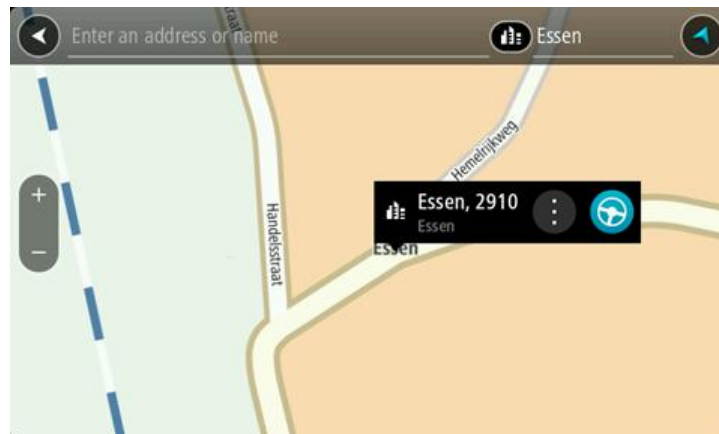 Enter an address or name
Essen
Hemelrijkweg
Essen, 2910
Essen
Handelsstraat
Essen
+
−